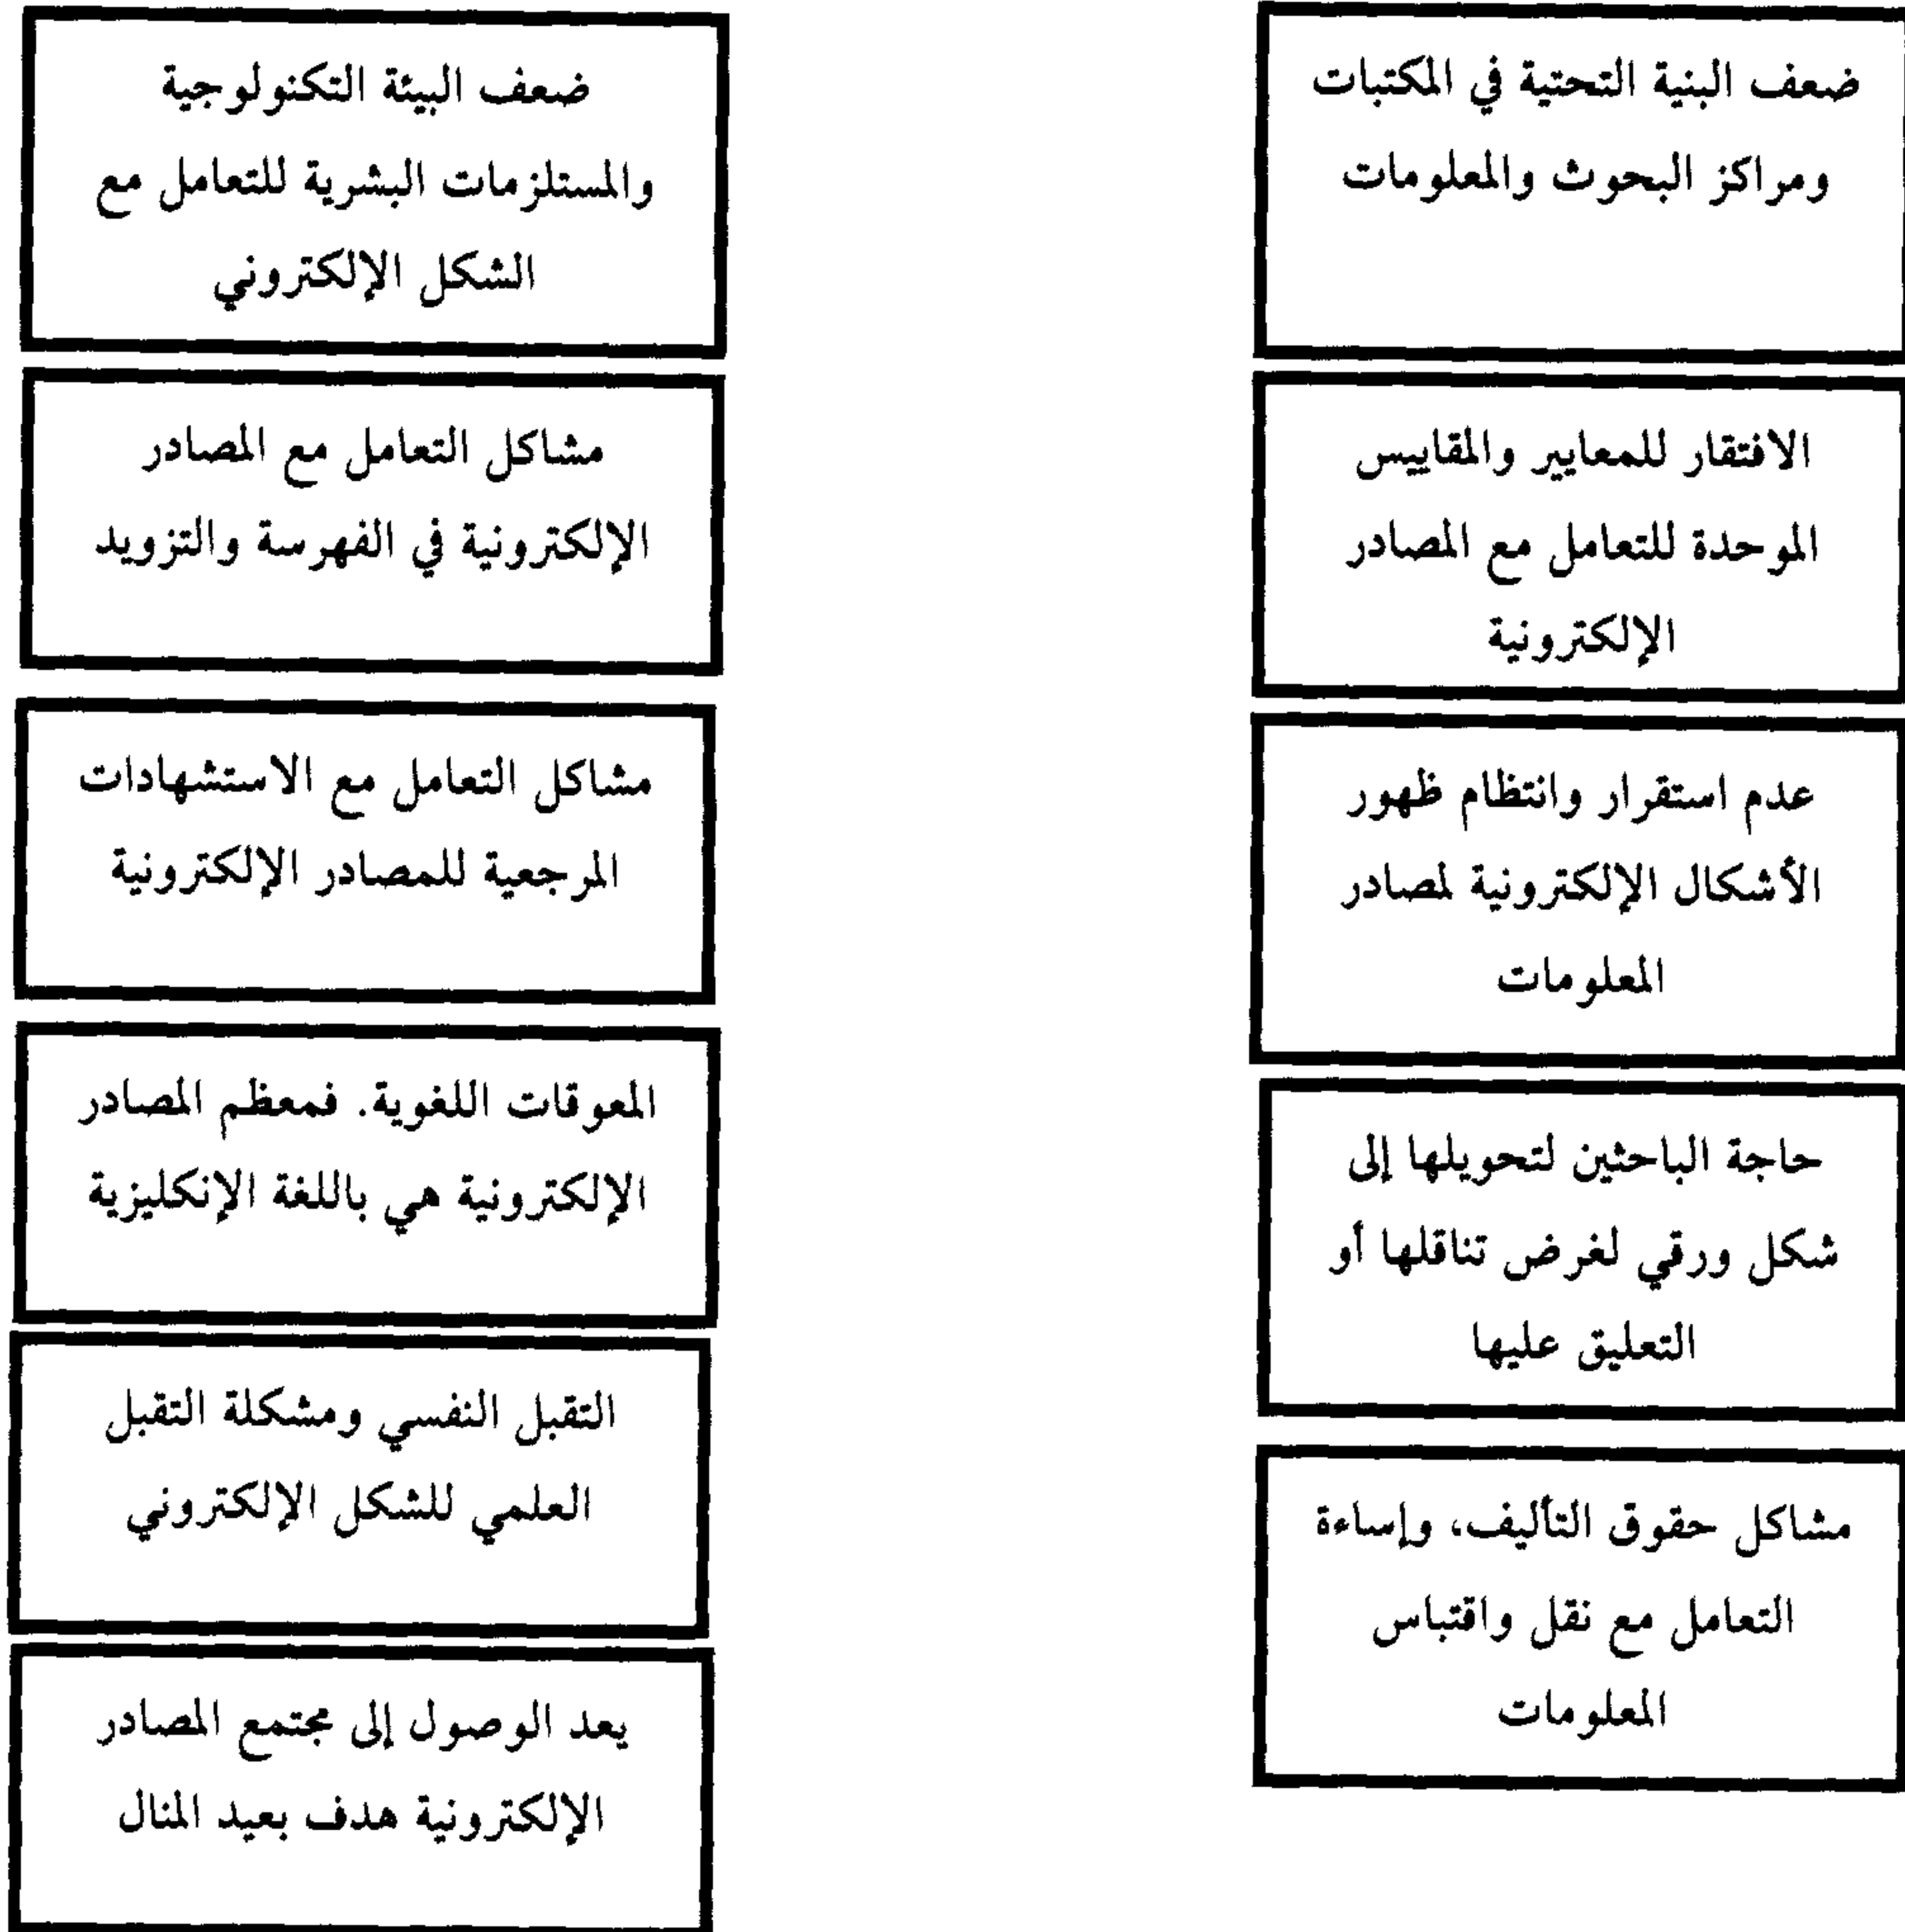 ضعف البنية التحتية في المكتبات
ومراكز البحوث والمعلومات
الافتقار للمعايير والمقاييس
الموحدة للتعامل مع المصادر
الإلكترونية
عدم استقرار وانتظام ظهور
الأشكال الإلكترونية لمصادر
المعلومات
حاجة الباحثين لتحويلها إلى
شكل ورقي لغرض تناقلها أو
التعليق عليها
مشاكل حقوق التأليف، وإساءة
التعامل مع نقل واقتباس
المعلومات
ضعف البيئة التكنولوجية
والمستلزمات البشرية للتعامل مع
الشكل الإلكتروني
مشاكل التعامل مع المصادر
الإلكترونية في الفهرسة والتزويد
مشاكل التعامل مع الاستشهادات
المرجعية للمصادر الإلكترونية
المعوقات اللغوية. فمعظم المصادر
الإلكترونية هي باللغة الإنكليزية
التقبل النفسي ومشكلة التقبل
العلمي للشكل الإلكتروني
يعد الوصول إلى مجتمع المصادر
الإلكترونية هدف بعيد المنال